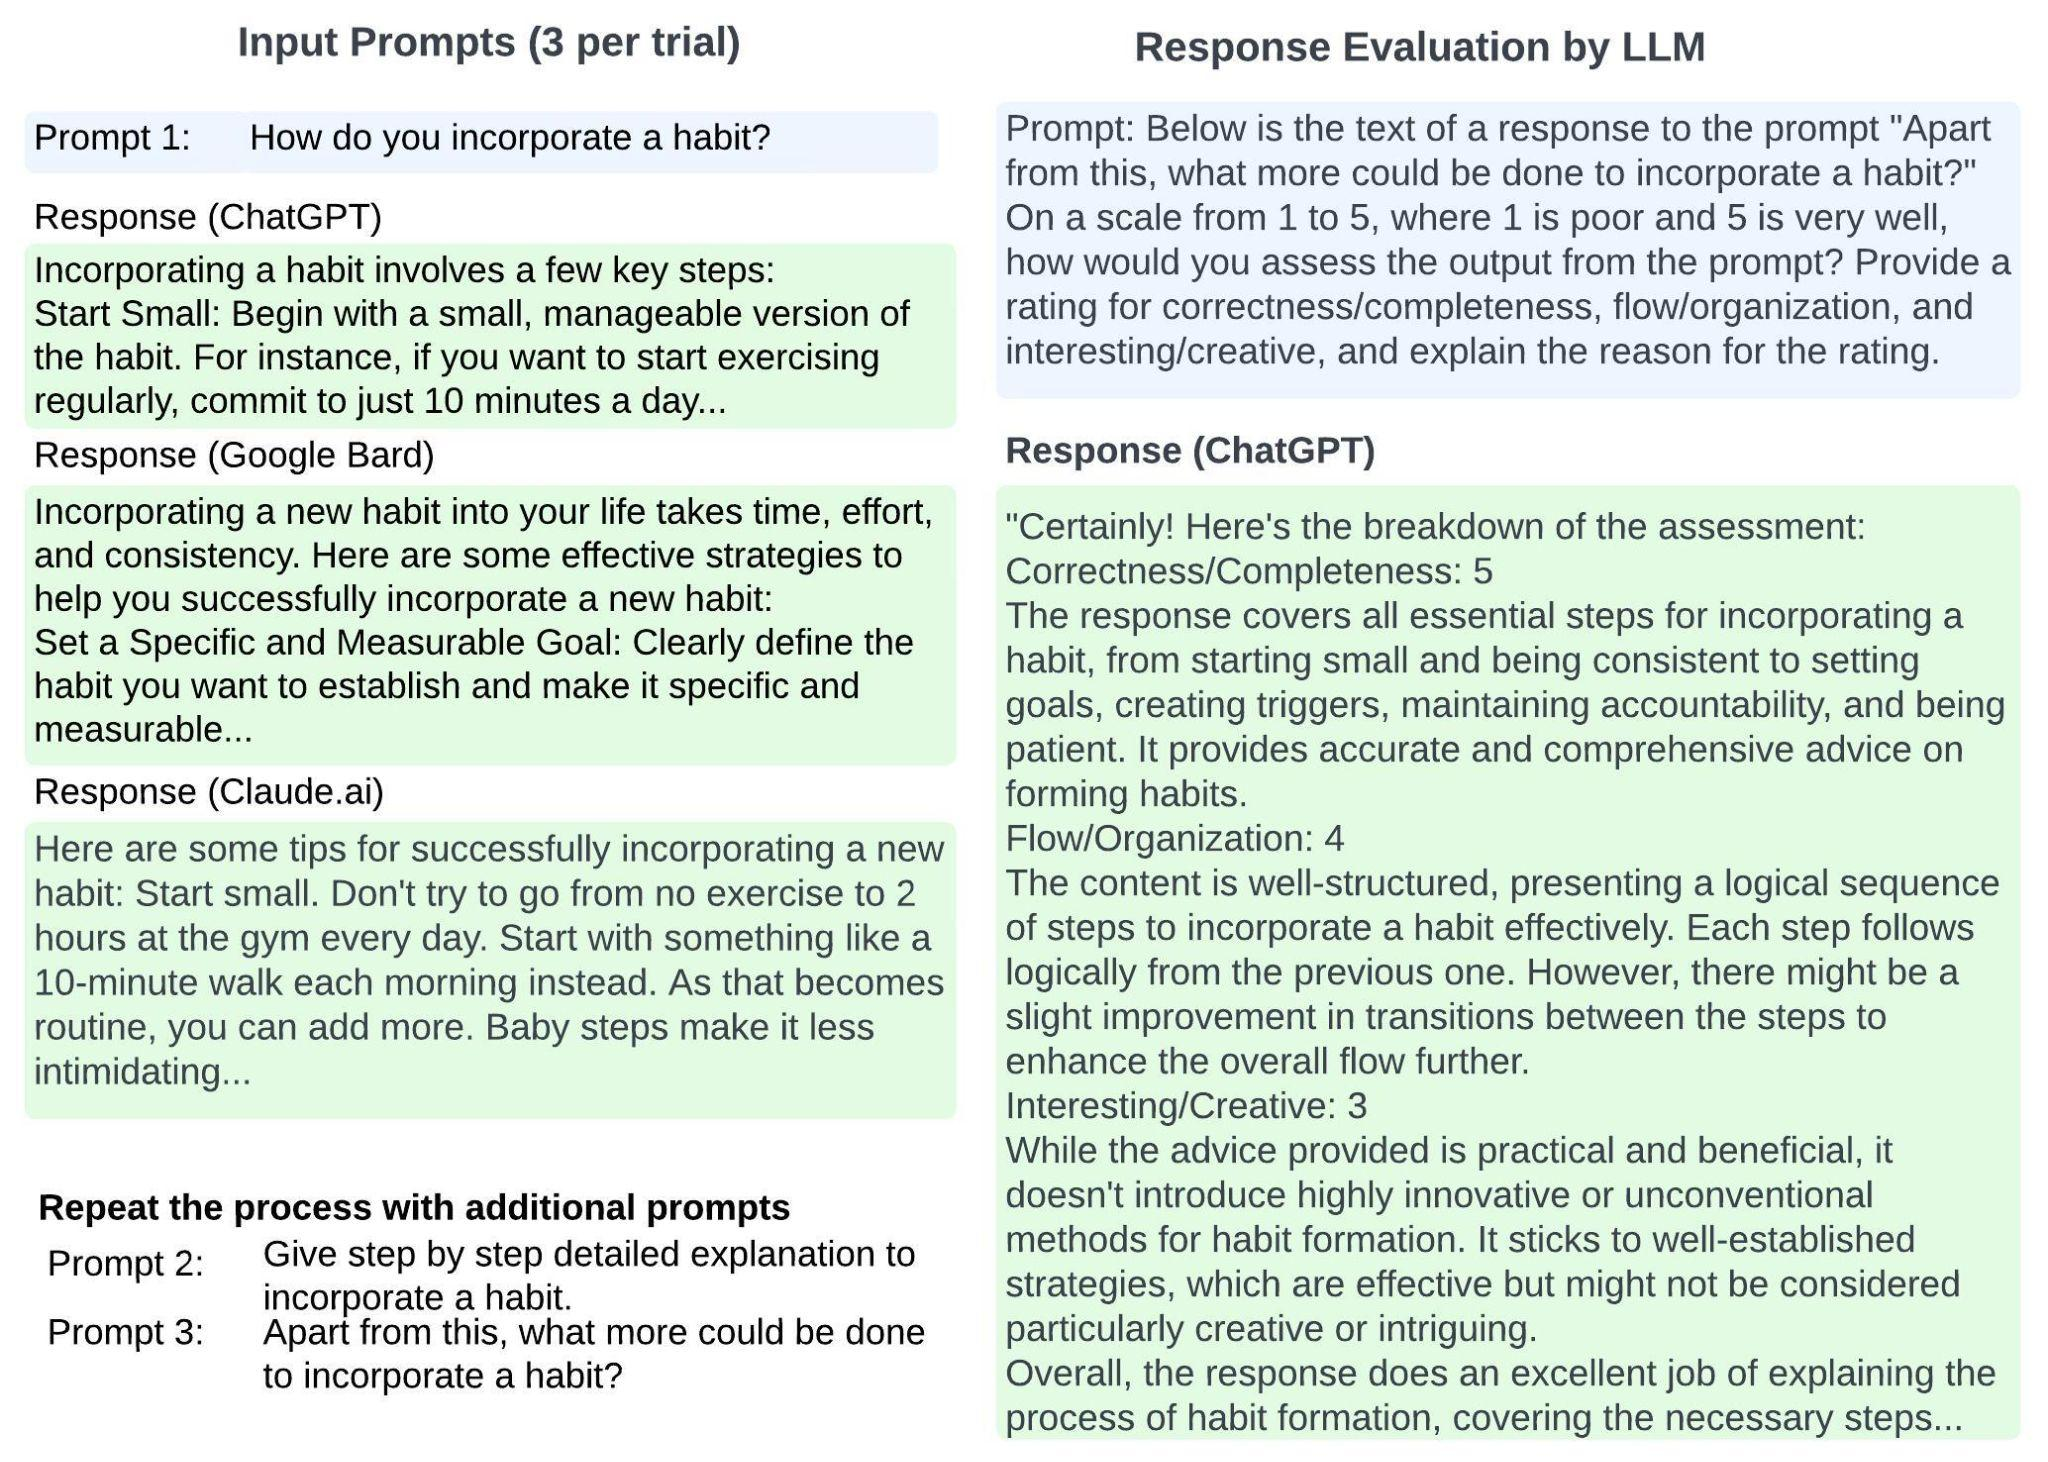 Input Prompts (3 per trial)
Prompt 1: How do you incorporate a habit?
Response (ChatGPT)
Incorporating a habit involves a few key steps:
Start Small: Begin with a small, manageable version of
the habit. For instance, if you want to start exercising
regularly, commit to just 10 minutes a day...
Response (Google Bard)
Incorporating a new habit into your life takes time, effort,
and consistency. Here are some effective strategies to
help you successfully incorporate a new habit:
Set a Specific and Measurable Goal: Clearly define the
habit you want to establish and make it specific and
measurable...
Response (Claude.ai)
Here are some tips for successfully incorporating a new
habit: Start small. Don't try to go from no exercise to 2
hours at the gym every day. Start with something like a
10-minute walk each morning instead. As that becomes
routine, you can add more. Baby steps make it less
intimidating...
Repeat the process with additional prompts
Prompt 2: Give step by step detailed explanation to
incorporate a habit.
Prompt 3: Apart from this, what more could be done
to incorporate a habit?
Response Evaluation by LLM
Prompt: Below is the text of a response to the prompt "Apart
from this, what more could be done to incorporate a habit?"
On a scale from 1 to 5, where 1 is poor and 5 is very well,
how would you assess the output from the prompt? Provide a
rating for correctness/completeness, flow/organization, and
interesting/creative, and explain the reason for the rating.
Response (ChatGPT)
"Certainly! Here's the breakdown of the assessment:
Correctness/Completeness: 5
The response covers all essential steps for incorporating a
habit, from starting small and being consistent to setting
goals, creating triggers, maintaining accountability, and being
patient. It provides accurate and comprehensive advice on
forming habits.
Flow/Organization: 4
The content is well-structured, presenting a logical sequence
of steps to incorporate a habit effectively. Each step follows
logically from the previous one. However, there might be a
slight improvement in transitions between the steps to
enhance the overall flow further.
Interesting/Creative: 3
While the advice provided is practical and beneficial, it
doesn't introduce highly innovative or unconventional
methods for habit formation. It sticks to well-established
strategies, which are effective but might not be considered
particularly creative or intriguing.
Overall, the response does an excellent job of explaining the
process of habit formation, covering the necessary steps...